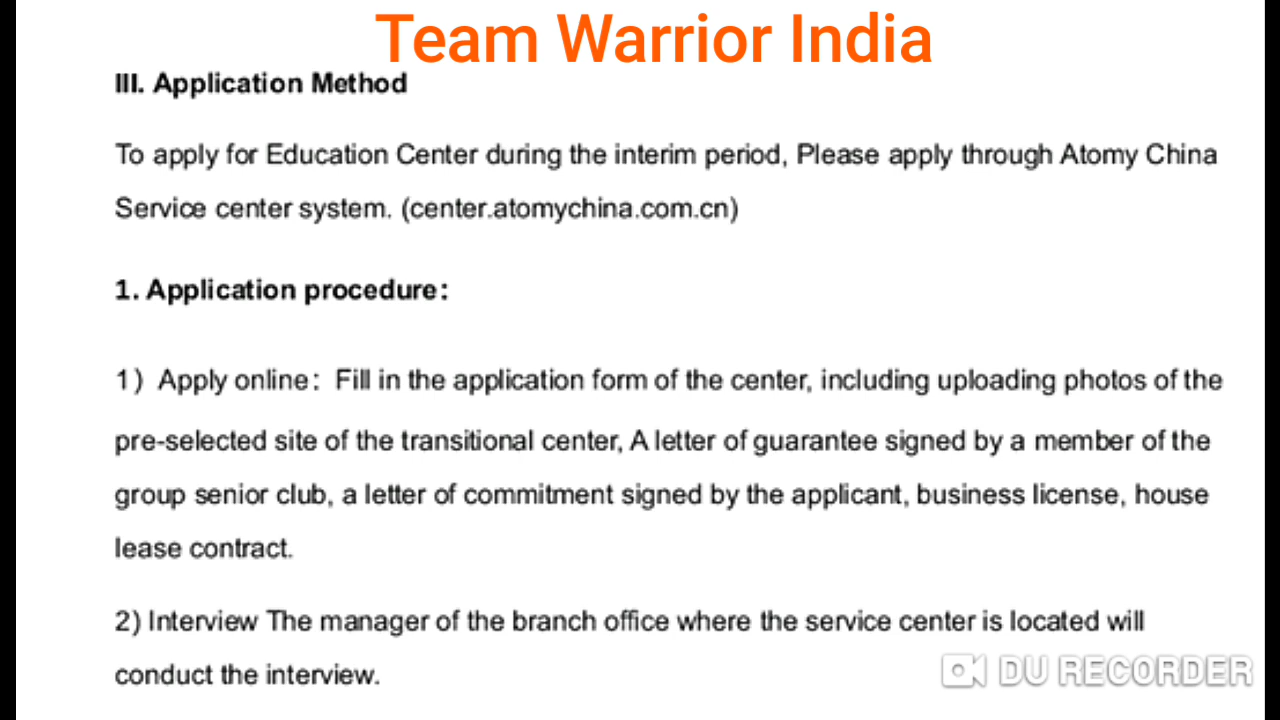 Team Warrior India
III. Application Method
To apply for Education Center during the interim period, Please apply through Atomy China
Service center system. (center.atomychina.com.cn)
1. Application procedure：
1） Apply online： Fill in the application form of the center, including uploading photos of the
pre-selected site of the transitional center, A letter of guarantee signed by a member of the
group senior club, a letter of commitment signed by the applicant, business license, house
lease contract.
2) Interview The manager of the branch office where the service center is located will
conduct the interview.
DU RECORDER